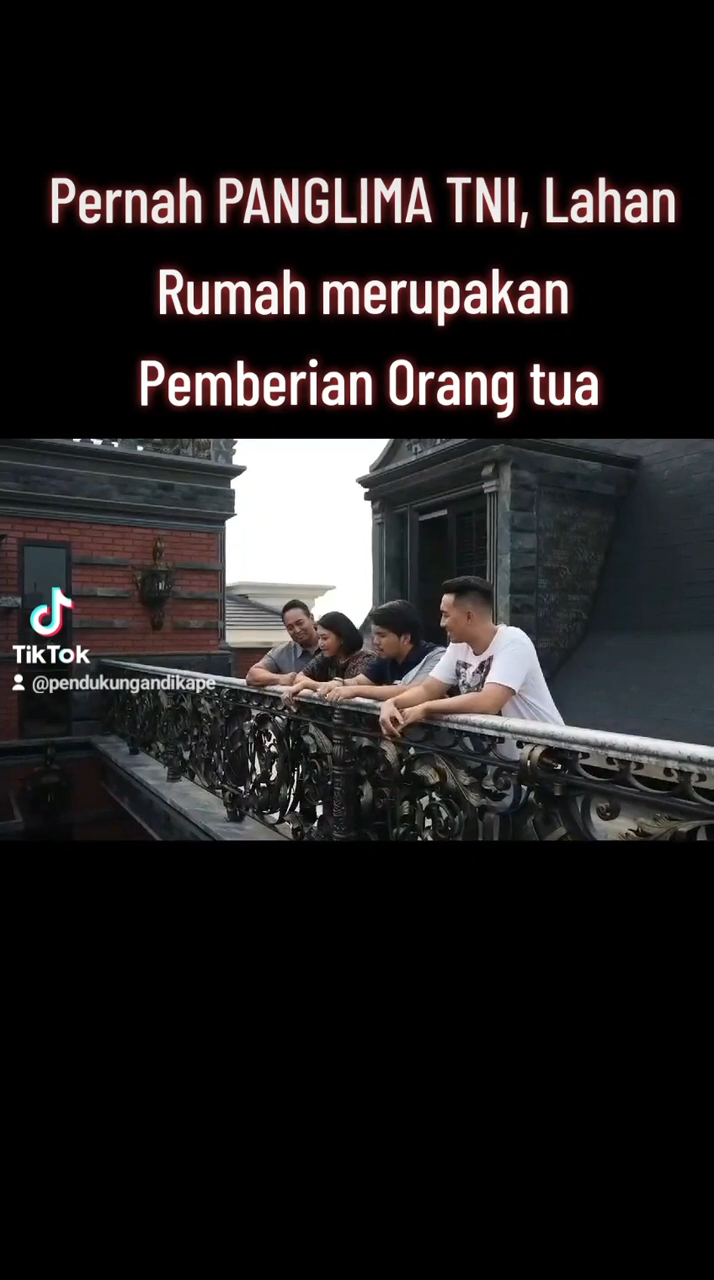 Pernah PANGLIMA TNI, Lahan
Rumah merupakan
Pemberian Orang tua
TikTok
@pendukungandikape